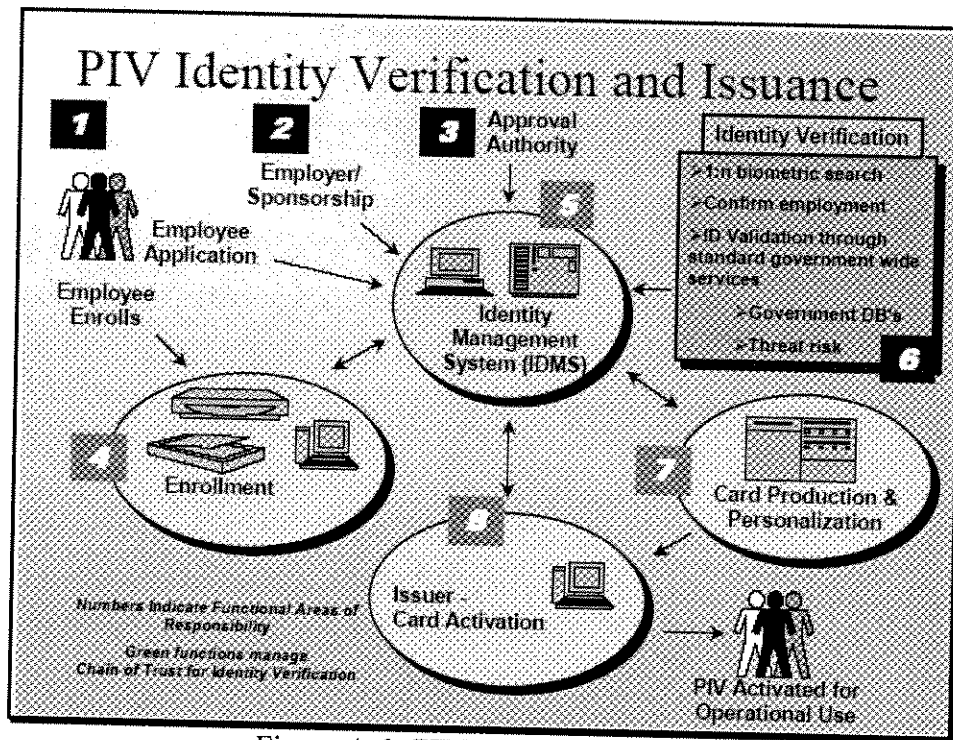 PIV Identity Verification and Issuance
1
2
3
Approval
Authority
Identity Verification
➢1:n biometric search
➢Confirm employment
➢ID Validation through
standard government wide
services
➢Government DB's
➢Threat risk
6
Employer/
Sponsorship
5
Employee
Application
Employee
Enrolls
Identity
Management
System (IDMS)
4
Enrollment
7
Card Production &
Personalization
8
Issuer -
Card Activation
Numbers Indicate Functional Areas of
Responsibility
Green functions manage
Chain of Trust for Identity Verification
PIV Activated for
Operational Use